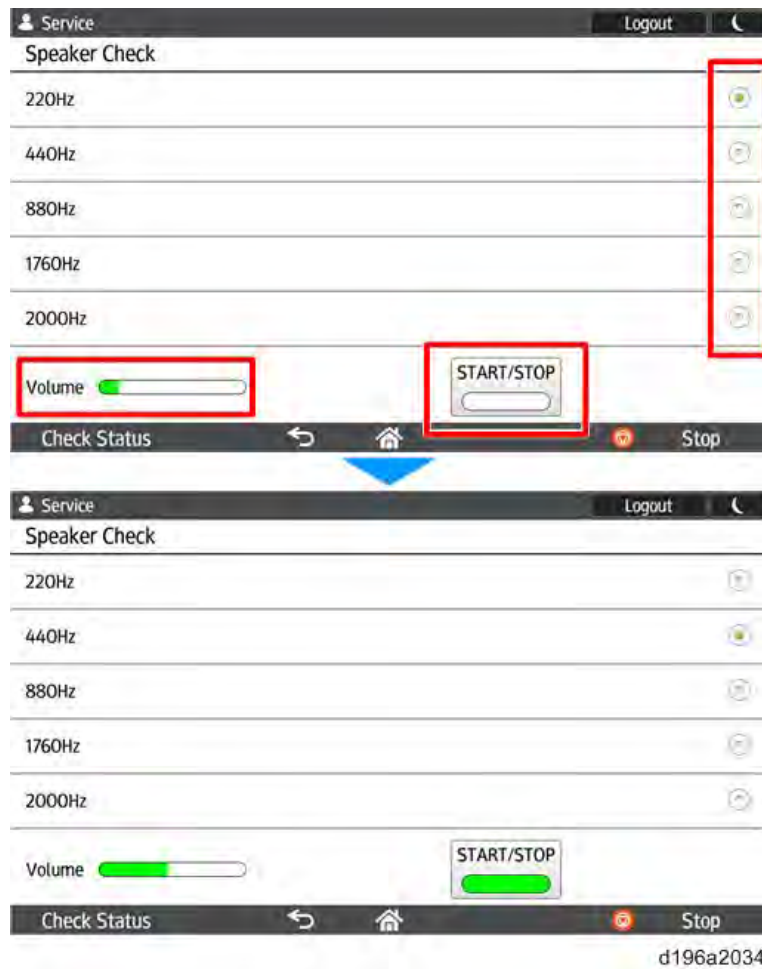 Service Logout
Speaker Check
220Hz
440Hz
880Hz
1760Hz
2000Hz
Volume START/STOP
Check Status Stop
Service Logout
Speaker Check
220Hz
440Hz
880Hz
1760Hz
2000Hz
Volume START/STOP
Check Status Stop
d196a2034